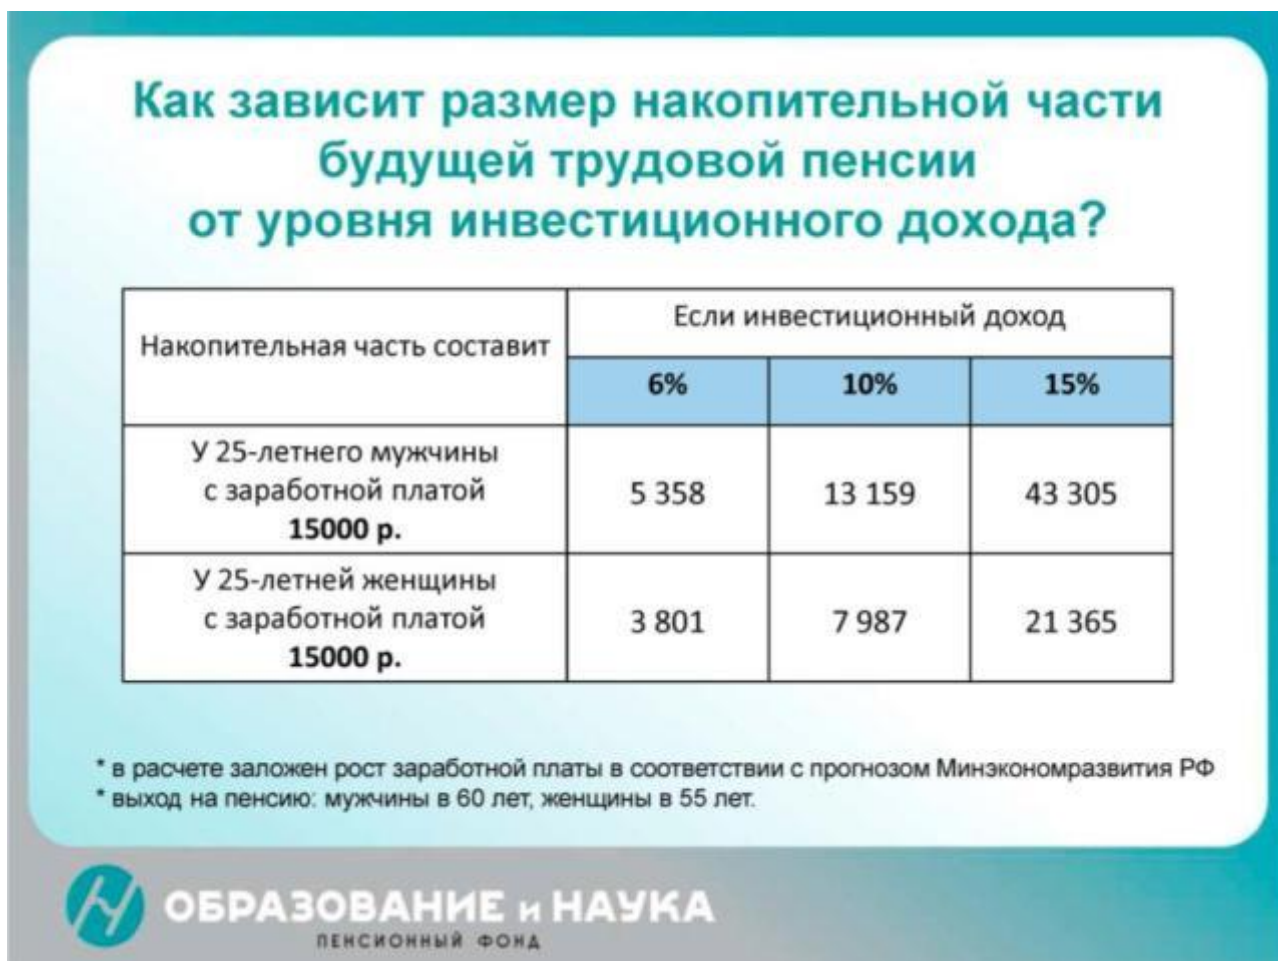 Как зависит размер накопительной части
будущей трудовой пенсии
от уровня инвестиционного дохода?
Накопительная часть составит
Если инвестиционный доход
6% 10% 15%
У 25-летнего мужчины
с заработной платой
15000 р.
5 358 13 159 43 305
У 25-летней женщины
с заработной платой
15000 р.
3 801 7 987 21 365
* в расчете заложен рост заработной платы в соответствии с прогнозом Минэкономразвития РФ
* выход на пенсию: мужчины в 60 лет, женщины в 55 лет.
ОБРАЗОВАНИЕ и НАУКА
ПЕНСИОННЫЙ ФОНД